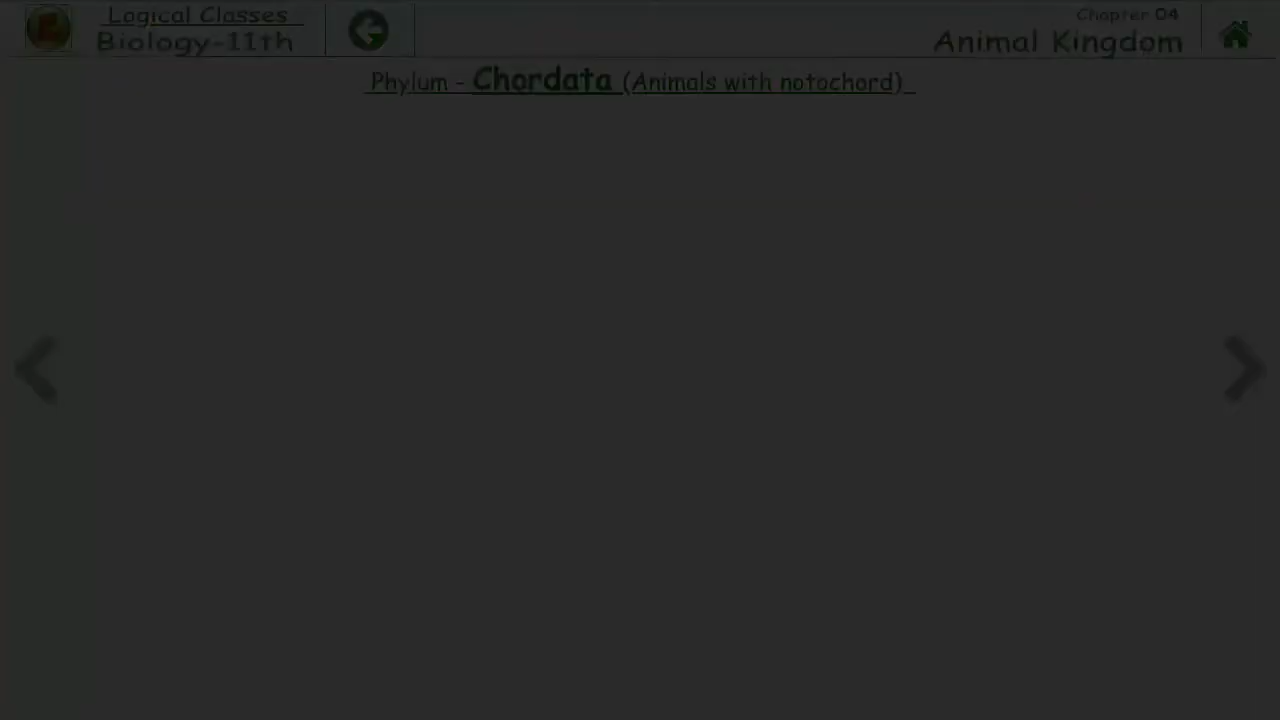 Logical Classes
Biology-11th
Chapter 04
Animal Kingdom
Phylum - Chordata (Animals with notochord)